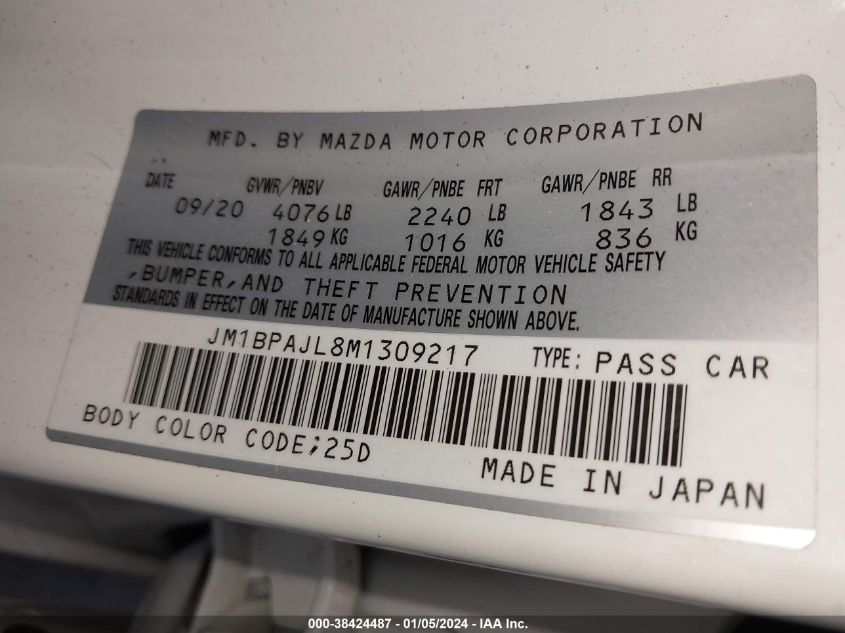 MFD. BY MAZDA MOTOR CORPORATION
DATE GVWR/PNBV GAWR/PNBE FRT GAWR/PNBE RR
09/20 4076 LB 2240 LB 1843 LB
1849 KG 1016 KG 836 KG
THIS VEHICLE CONFORMS TO ALL APPLICABLE FEDERAL MOTOR VEHICLE SAFETY
,BUMPER,AND THEFT PREVENTION
STANDARDS IN EFFECT ON THE DATE OF MANUFACTURE SHOWN ABOVE.
JM1BPAJL8M1309217 TYPE: PASS CAR
BODY COLOR CODE;25D
MADE IN JAPAN
000-38424487 - 01/05/2024 - IAA Inc.